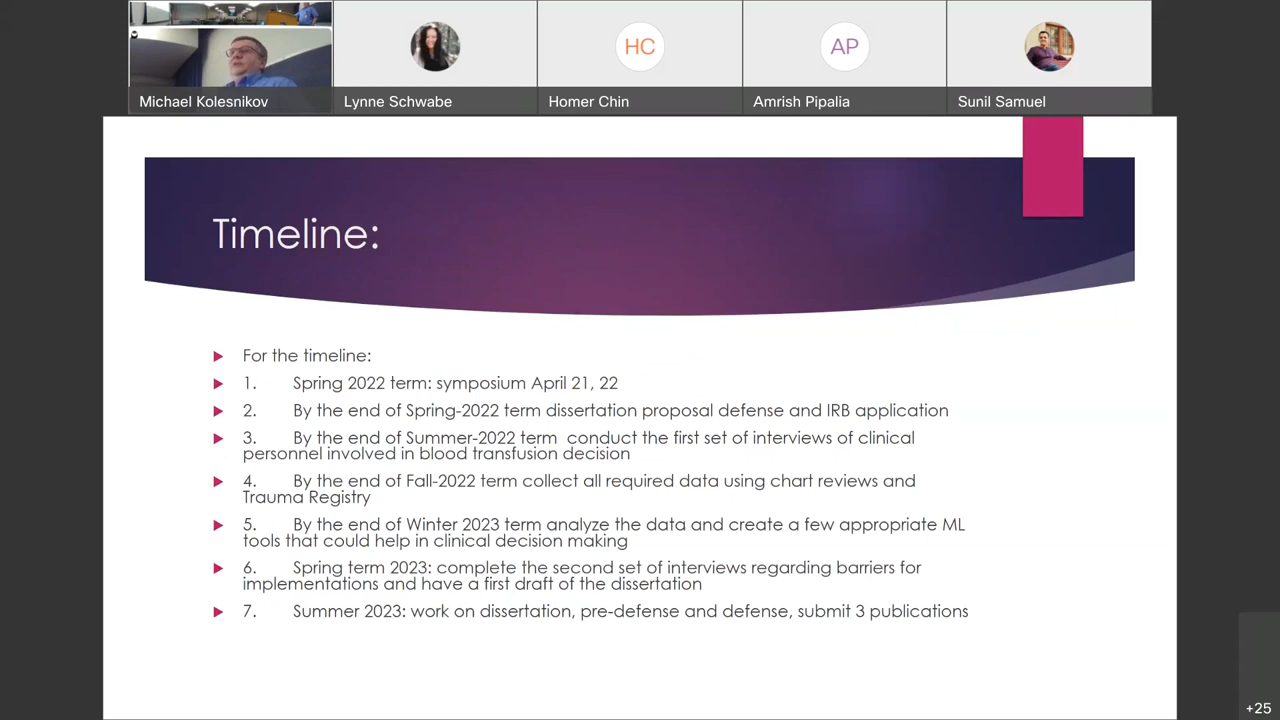 HC
AP
Michael Kolesnikov
Lynne Schwabe
Homer Chin
Amrish Pipalia
Sunil Samuel
Timeline:
For the timeline:
1. Spring 2022 term: symposium April 21, 22
2. By the end of Spring-2022 term dissertation proposal defense and IRB application
3. By the end of Summer-2022 term conduct the first set of interviews of clinical
personnel involved in blood transfusion decision
4. By the end of Fall-2022 term collect all required data using chart reviews and
Trauma Registry
5. By the end of Winter 2023 term analyze the data and create a few appropriate ML
tools that could help in clinical decision making
6. Spring term 2023: complete the second set of interviews regarding barriers for
implementations and have a first draft of the dissertation
7. Summer 2023: work on dissertation, pre-defense and defense, submit 3 publications
+25